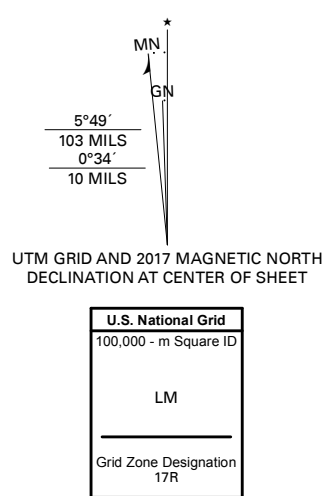 MN
GN
5°49´
103 MILS
0°34´
10 MILS
UTM GRID AND 2017 MAGNETIC NORTH
DECLINATION AT CENTER OF SHEET
U.S. National Grid
100,000 - m Square ID
LM
Grid Zone Designation
17R